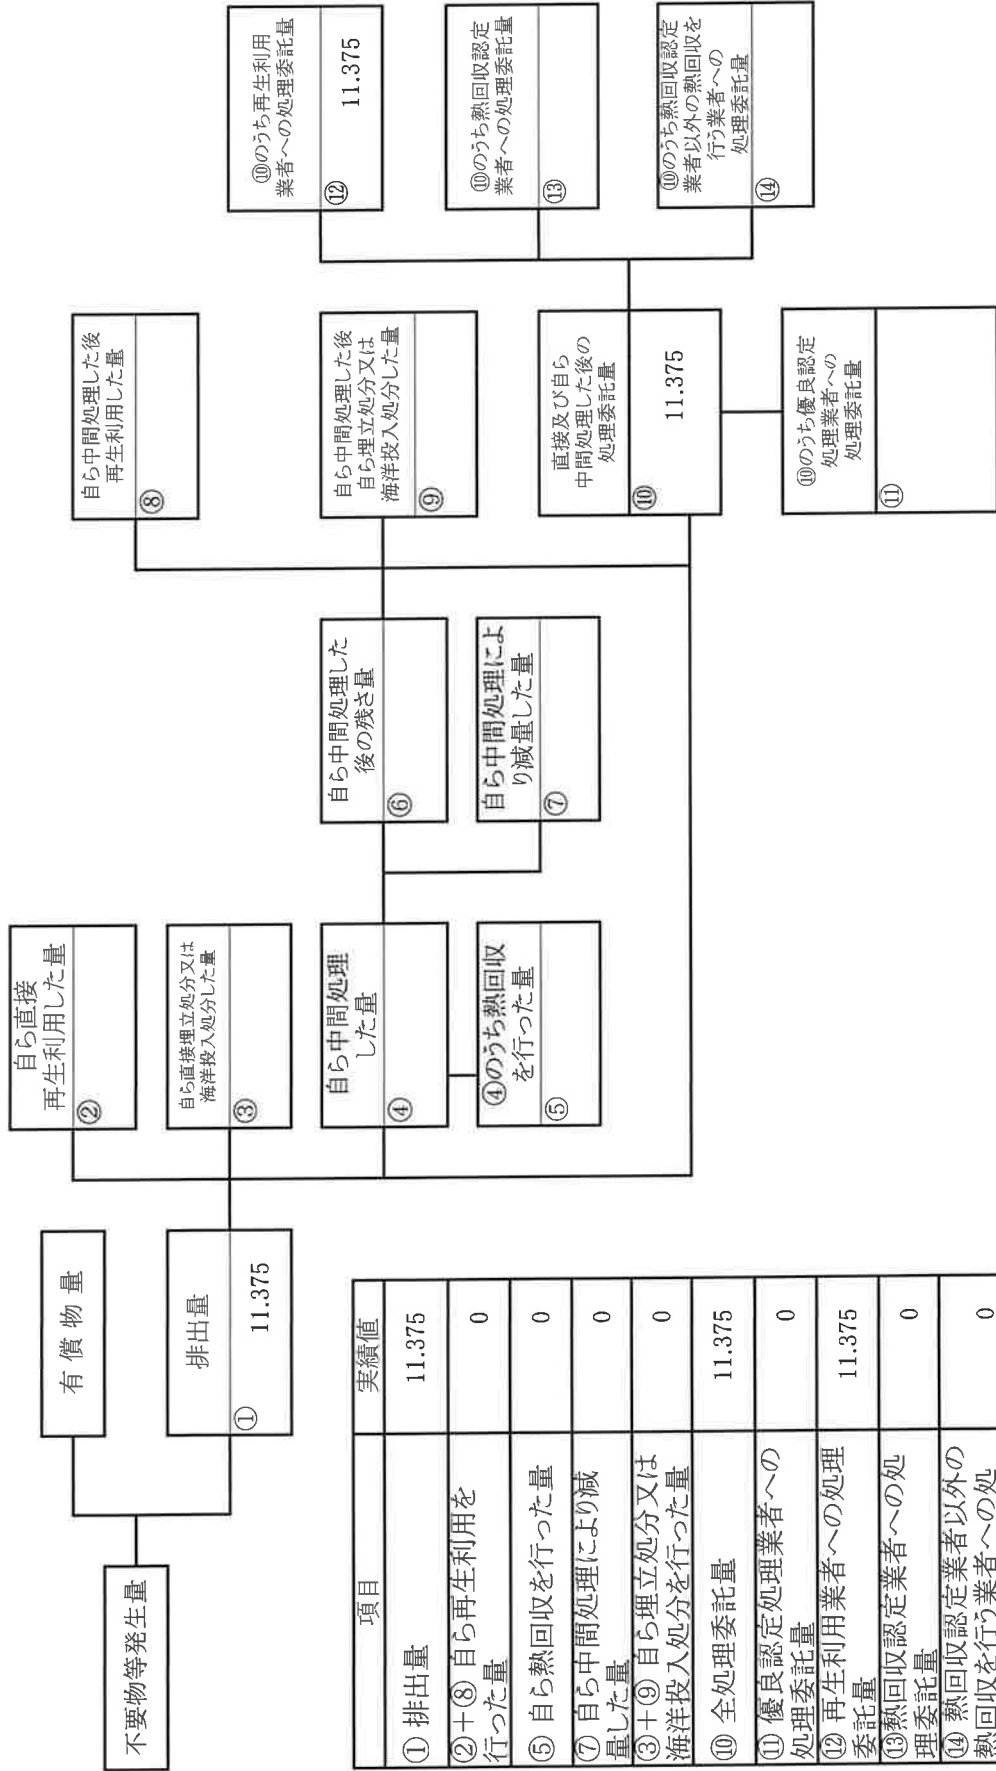 不要物等発生量
有償物量
排出量
①
11.375
自ら直接
再生利用した量
②
自ら直接埋立処分又は
海洋投入処分した量
③
自ら中間処理
した量
④
④のうち熱回収
を行った量
⑤
自ら中間処理した
後の残さ量
⑥
自ら中間処理によ
り減量した量
⑦
自ら中間処理した後
再生利用した量
⑧
自ら中間処理した後
自ら埋立処分又は
海洋投入処分した量
⑨
直接及び自ら
中間処理した後の
処理委託量
⑩
11.375
⑩のうち優良認定
処理業者への
処理委託量
⑪
⑩のうち再生利用
業者への処理委託量
⑫
11.375
⑩のうち熱回収認定
業者への処理委託量
⑬
⑩のうち熱回収認定
業者以外の熱回収を
行う業者への
処理委託量
⑭
項目 実績値
① 排出量 11.375
②+⑧ 自ら再生利用を
行った量 0
⑤ 自ら熱回収を行った量 0
⑦ 自ら中間処理により減
量した量 0
③+⑨ 自ら埋立処分又は
海洋投入処分を行った量 0
⑩ 全処理委託量 11.375
⑪ 優良認定処理業者への
処理委託量 0
⑫ 再生利用業者への処理
委託量 11.375
⑬熱回収認定業者への処
理委託量 0
⑭ 熱回収認定業者以外の
熱回収を行う業者への処 0